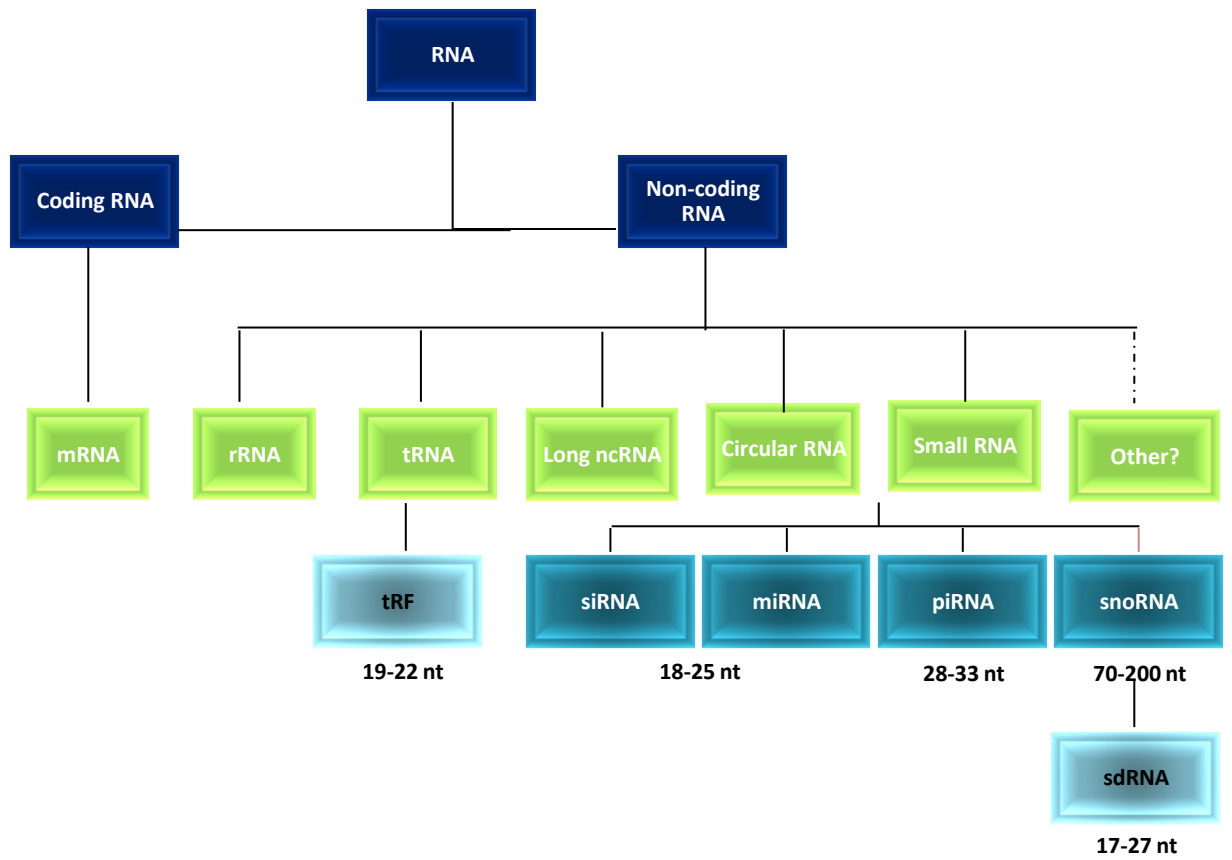 RNA
Coding RNA
Non-coding
RNA
mRNA
rRNA
tRNA
Long ncRNA
Circular RNA
Small RNA
Other?
tRF
siRNA
miRNA
piRNA
snoRNA
19-22 nt
18-25 nt
28-33 nt
70-200 nt
sdRNA
17-27 nt